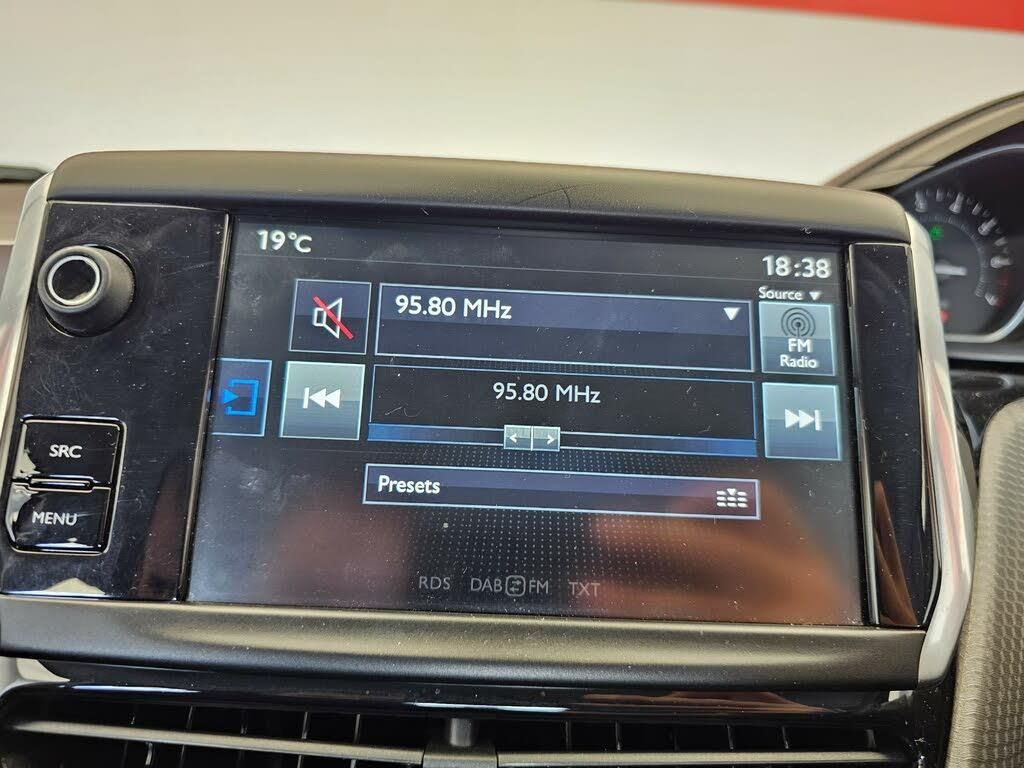 19°C
18:38
Source
95.80 MHz
FM
Radio
95.80 MHz
SRC
Presets
MENU
RDS DAB FM TXT